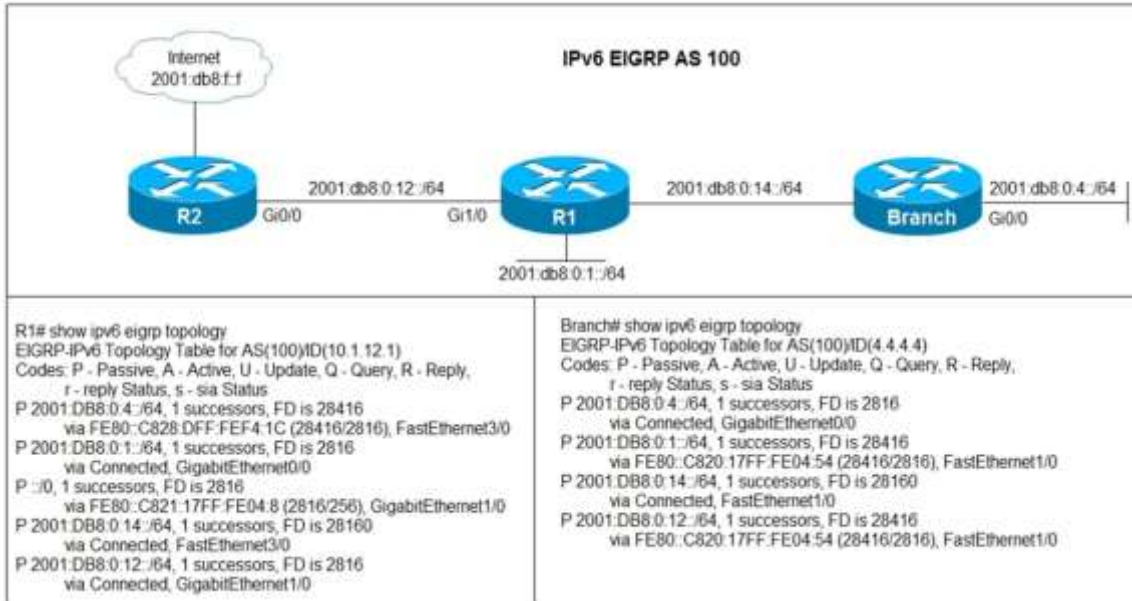 Internet
2001:db8:f::f
IPv6 EIGRP AS 100
2001:db8:0:12::/64
2001:db8:0:14::/64
2001:db8:0:4::/64
R2
Gi0/0
Gi1/0
R1
Branch
Gi0/0
2001:db8:0:1::/64
R1# show ipv6 eigrp topology
EIGRP-IPv6 Topology Table for AS(100)/ID(10.1.12.1)
Codes: P - Passive, A - Active, U - Update, Q - Query, R - Reply,
r - reply Status, s - sia Status
P 2001:DB8:0:4::/64, 1 successors, FD is 28416
via FE80::C828:DFF:FEF4:1C (28416/2816), FastEthernet3/0
P 2001:DB8:0:1::/64, 1 successors, FD is 2816
via Connected, GigabitEthernet0/0
P ::/0, 1 successors, FD is 2816
via FE80::C821:17FF:FE04:8 (2816/256), GigabitEthernet1/0
P 2001:DB8:0:14::/64, 1 successors, FD is 28160
via Connected, FastEthernet3/0
P 2001:DB8:0:12::/64, 1 successors, FD is 2816
via Connected, GigabitEthernet1/0
Branch# show ipv6 eigrp topology
EIGRP-IPv6 Topology Table for AS(100)/ID(4.4.4.4)
Codes: P - Passive, A - Active, U - Update, Q - Query, R - Reply,
r - reply Status, s - sia Status
P 2001:DB8:0:4::/64, 1 successors, FD is 2816
via Connected, GigabitEthernet0/0
P 2001:DB8:0:1::/64, 1 successors, FD is 28416
via FE80::C820:17FF:FE04:54 (28416/2816), FastEthernet1/0
P 2001:DB8:0:14::/64, 1 successors, FD is 28160
via Connected, FastEthernet1/0
P 2001:DB8:0:12::/64, 1 successors, FD is 28416
via FE80::C820:17FF:FE04:54 (28416/2816), FastEthernet1/0